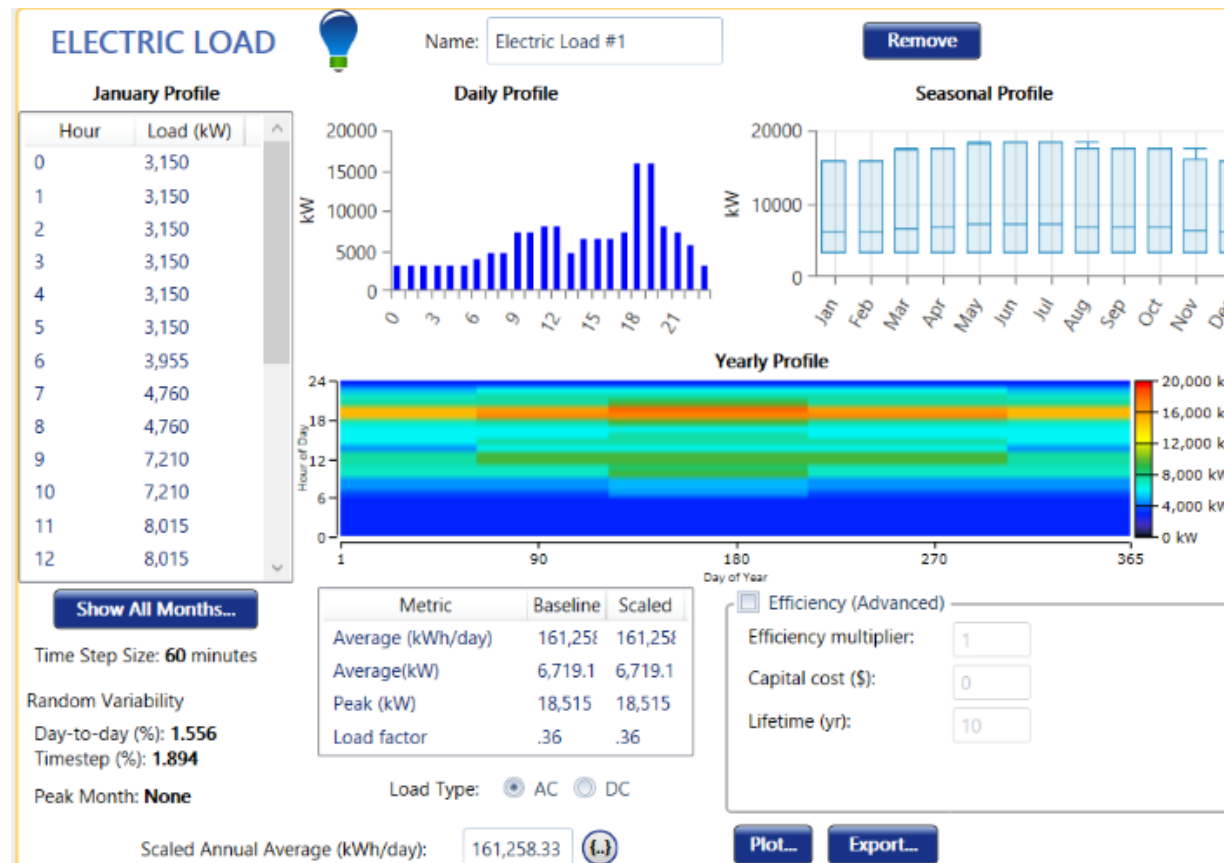 ELECTRIC LOAD
Name: Electric Load #1
Remove
January Profile
Hour Load (kW)
0 3,150
1 3,150
2 3,150
3 3,150
4 3,150
5 3,150
6 3,955
7 4,760
8 4,760
9 7,210
10 7,210
11 8,015
12 8,015
Show All Months...
Time Step Size: 60 minutes
Random Variability
Day-to-day (%): 1.556
Timestep (%): 1.894
Peak Month: None
Daily Profile
20000
15000
10000
5000
0
kW
0 3 6 9 12 15 18 21
Seasonal Profile
20000
10000
0
kW
Jan Feb Mar Apr May Jun Jul Aug Sep Oct Nov De
Yearly Profile
24
18
12
6
0
Hour of Day
1 90 180 270 365
Day of Year
20,000 k
16,000 k
12,000 k
8,000 kW
4,000 kW
0 kW
Metric Baseline Scaled
Average (kWh/day) 161,258 161,258
Average(kW) 6,719.1 6,719.1
Peak (kW) 18,515 18,515
Load factor .36 .36
Load Type: AC DC
Scaled Annual Average (kWh/day): 161,258.33 {..}
Efficiency (Advanced)
Efficiency multiplier: 1
Capital cost ($): 0
Lifetime (yr): 10
Plot...
Export...